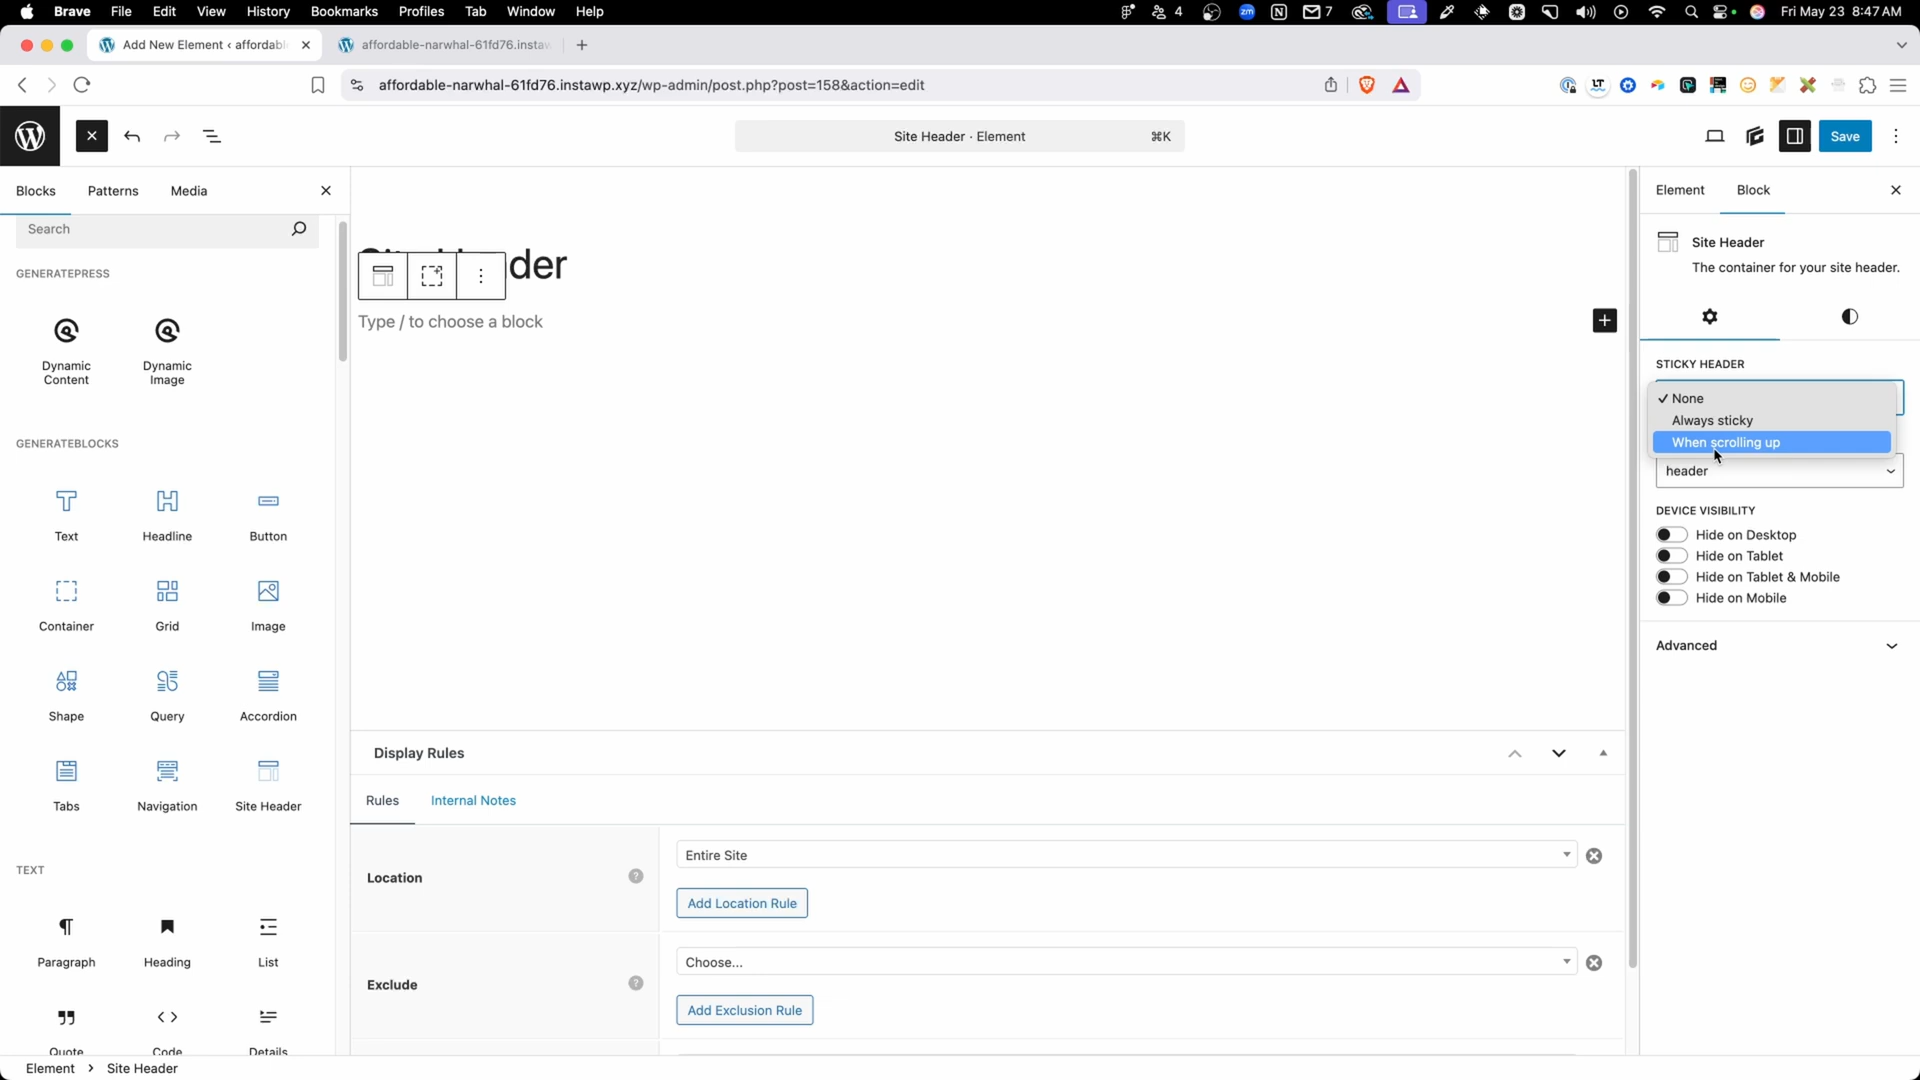 Brave File Edit View History Bookmarks Profiles Tab Window Help
4
zm
7
Fri May 23 8:47 AM
Add New Element ‹ affordable
affordable-narwhal-61fd76.instaw
affordable-narwhal-61fd76.instawp.xyz/wp-admin/post.php?post=158&action=edit
LT
Site Header · Element ⌘K
Save
Blocks Patterns Media
Search
GENERATEPRESS
Dynamic Content
Dynamic Image
GENERATEBLOCKS
Text Headline Button
Container Grid Image
Shape Query Accordion
Tabs Navigation Site Header
TEXT
Paragraph Heading List
Quote Code Details
Site Header
Type / to choose a block
Display Rules
Rules Internal Notes
Location
Entire Site
Add Location Rule
Exclude
Choose...
Add Exclusion Rule
Element Block
Site Header
The container for your site header.
STICKY HEADER
✓ None
Always sticky
When scrolling up
header
DEVICE VISIBILITY
Hide on Desktop
Hide on Tablet
Hide on Tablet & Mobile
Hide on Mobile
Advanced
Element > Site Header